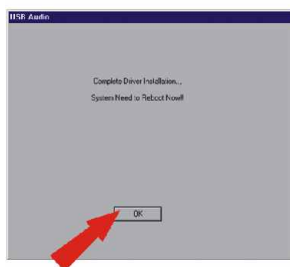 USB Audio
Complete Driver Installation...
System Need to Reboot Now!!
OK